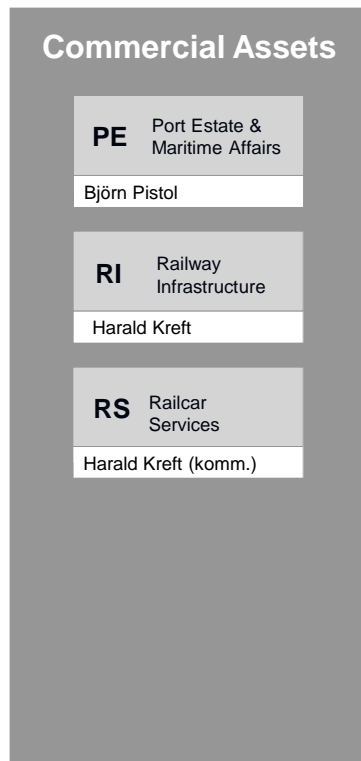 Commercial Assets
PE
Port Estate &
Maritime Affairs
Björn Pistol
RI
Railway
Infrastructure
Harald Kreft
RS
Railcar
Services
Harald Kreft (komm.)